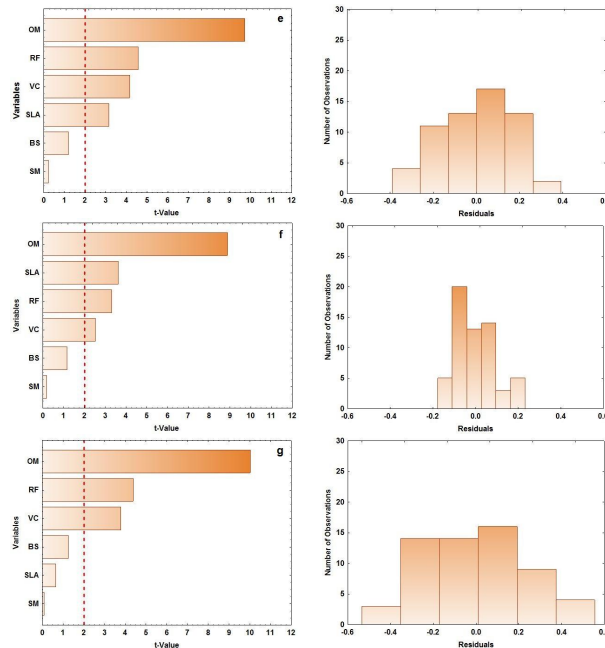 e
OM
RF
VC
SLA
BS
SM
Variables
0 1 2 3 4 5 6 7 8 9 10 11 12
t-Value
30
25
20
15
10
5
0
Number of Observations
-0.6 -0.4 -0.2 0.0 0.2 0.4 0.6
Residuals
f
OM
SLA
RF
VC
BS
SM
Variables
0 1 2 3 4 5 6 7 8 9 10 11 12
t-Value
30
25
20
15
10
5
0
Number of Observations
-0.6 -0.4 -0.2 0.0 0.2 0.4 0.6
Residuals
g
OM
RF
VC
BS
SLA
SM
Variables
0 1 2 3 4 5 6 7 8 9 10 11 12
t-Value
30
25
20
15
10
5
0
Number of Observations
-0.6 -0.4 -0.2 0.0 0.2 0.4 0.6
Residuals